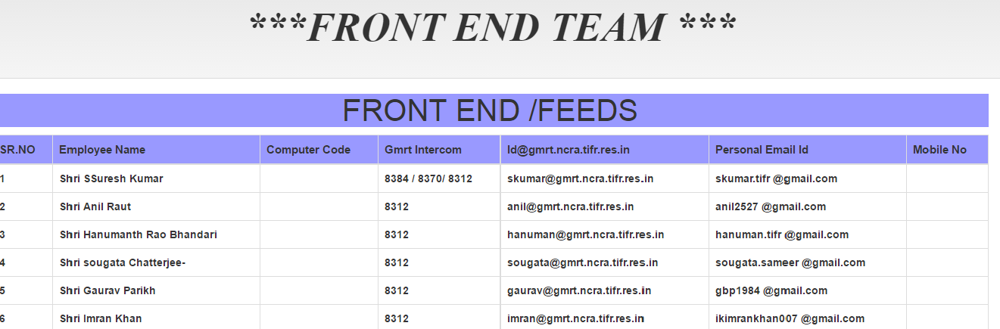 ***FRONT END TEAM ***
FRONT END /FEEDS
SR.NO Employee Name Computer Code Gmrt Intercom Id@gmrt.ncra.tifr.res.in Personal Email Id Mobile No
1 Shri SSuresh Kumar 8384 / 8370/ 8312 skumar@gmrt.ncra.tifr.res.in skumar.tifr @gmail.com
2 Shri Anil Raut 8312 anil@gmrt.ncra.tifr.res.in anil2527 @gmail.com
3 Shri Hanumanth Rao Bhandari 8312 hanuman@gmrt.ncra.tifr.res.in hanuman.tifr @gmail.com
4 Shri sougata Chatterjee- 8312 sougata@gmrt.ncra.tifr.res.in sougata.sameer @gmail.com
5 Shri Gaurav Parikh 8312 gaurav@gmrt.ncra.tifr.res.in gbp1984 @gmail.com
6 Shri Imran Khan 8312 imran@gmrt.ncra.tifr.res.in ikimrankhan007 @gmail.com